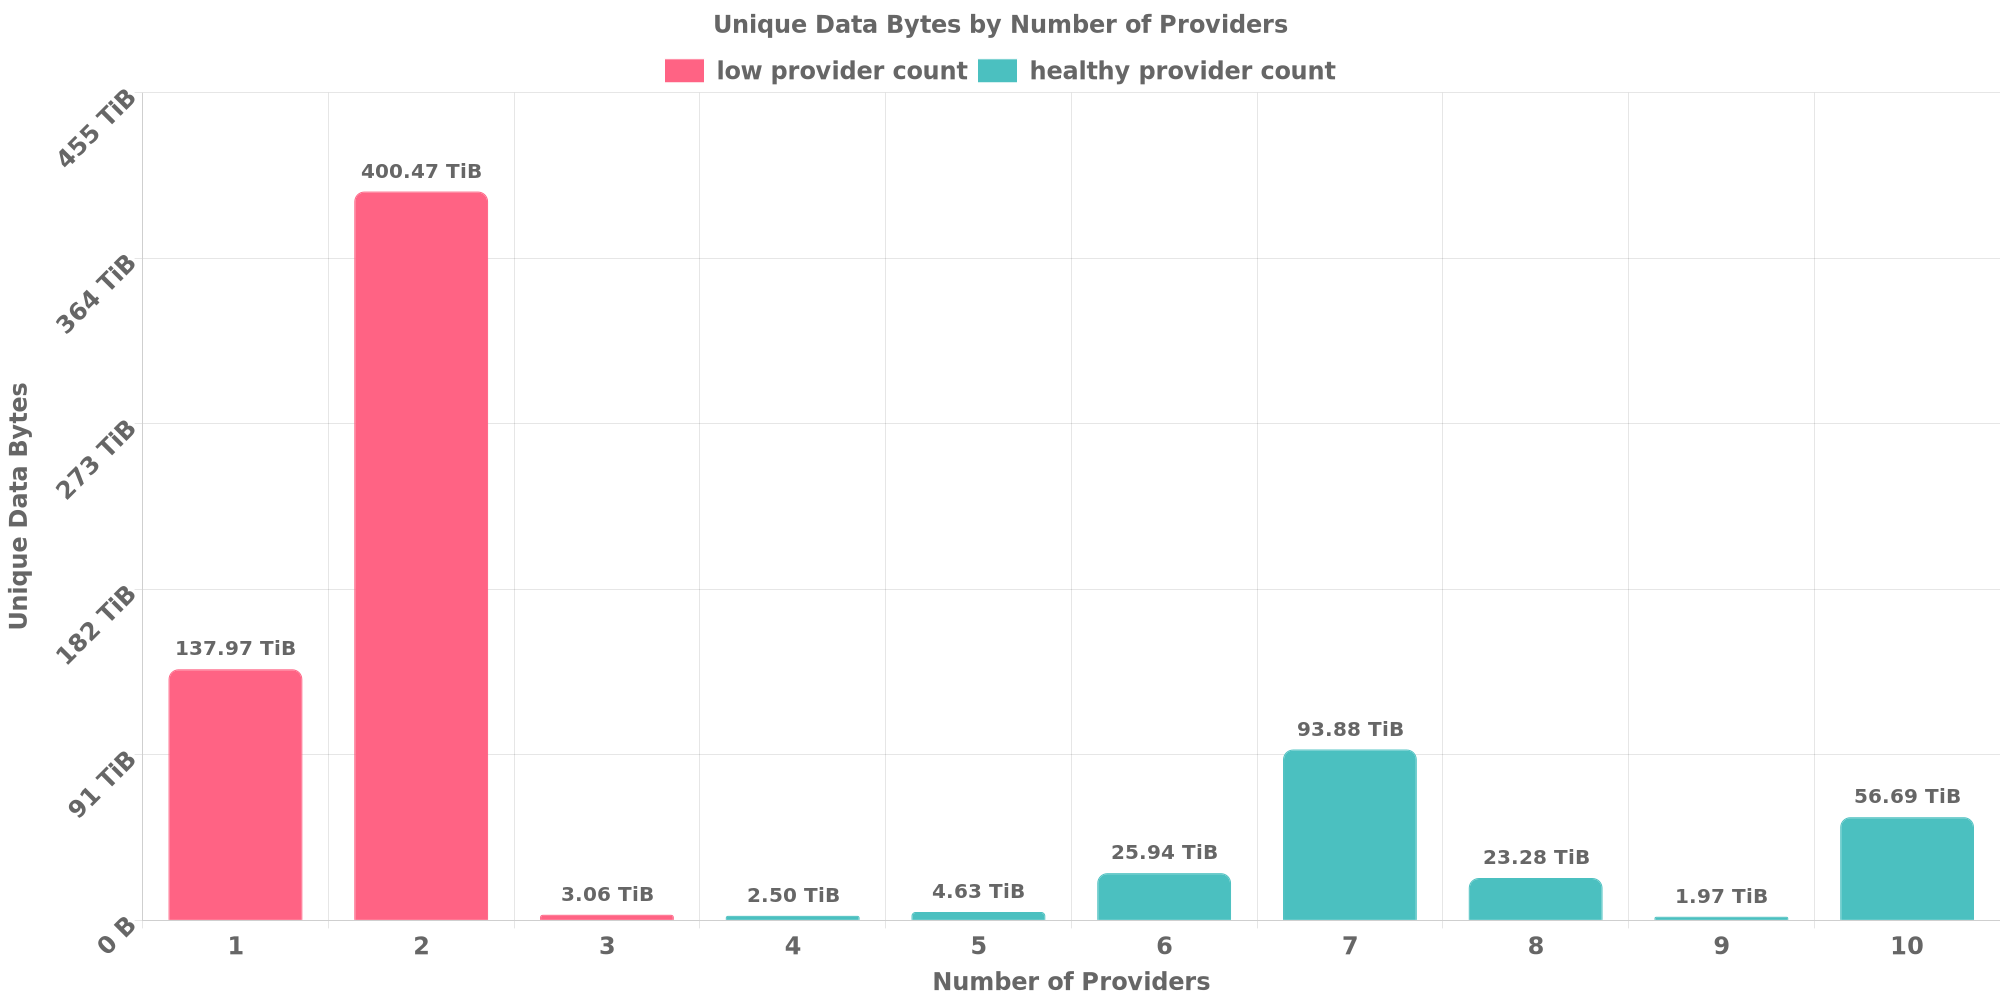 Unique Data Bytes by Number of Providers
low provider count healthy provider count
Unique Data Bytes
455 TiB
364 TiB
273 TiB
182 TiB
91 TiB
0 B
137.97 TiB
400.47 TiB
3.06 TiB
2.50 TiB
4.63 TiB
25.94 TiB
93.88 TiB
23.28 TiB
1.97 TiB
56.69 TiB
1 2 3 4 5 6 7 8 9 10
Number of Providers